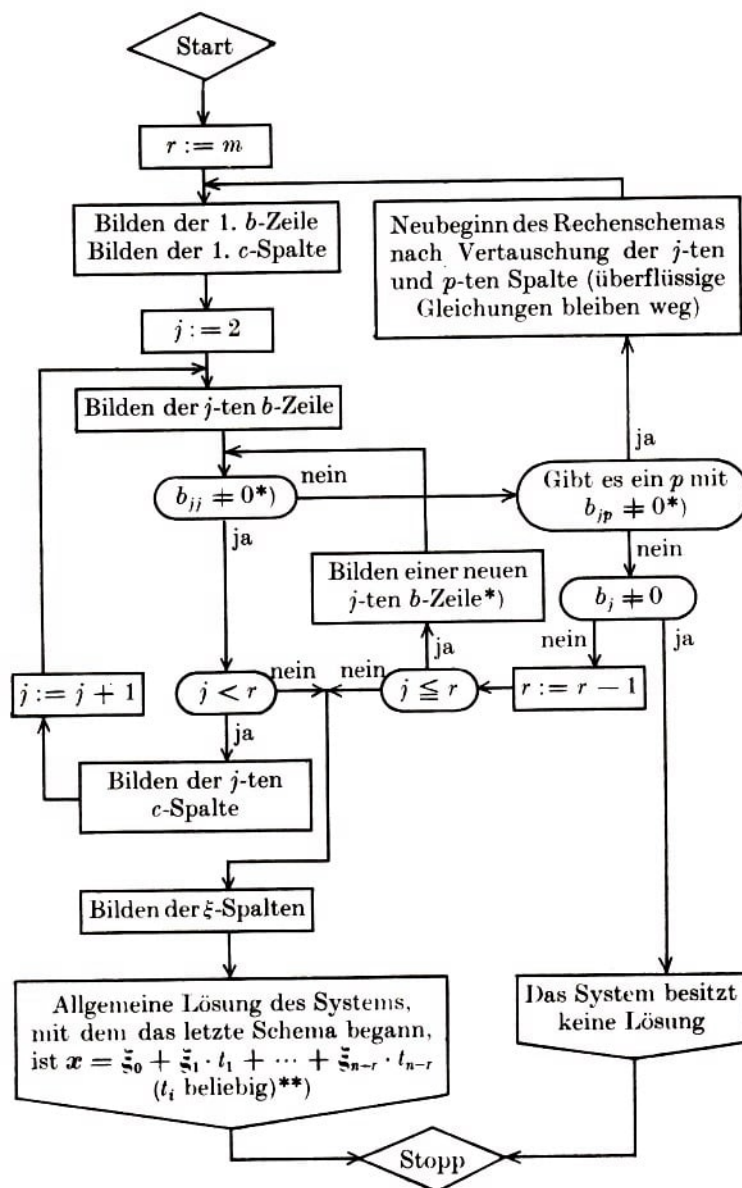 Start
r := m
Bilden der 1. b-Zeile
Bilden der 1. c-Spalte
Neubeginn des Rechenschemas
nach Vertauschung der j-ten
und p-ten Spalte (überflüssige
Gleichungen bleiben weg)
j := 2
Bilden der j-ten b-Zeile
ja
nein
b_{jj} ≠ 0*)
Gibt es ein p mit
b_{jp} ≠ 0*)
ja
nein
Bilden einer neuen
j-ten b-Zeile*)
b_j ≠ 0
ja
nein
ja
j := j + 1
j < r
nein
nein
j ≦ r
r := r − 1
ja
Bilden der j-ten
c-Spalte
Bilden der ξ-Spalten
Allgemeine Lösung des Systems,
mit dem das letzte Schema begann,
ist x = ξ₀ + ξ₁ · t₁ + ⋯ + ξ_{n−r} · t_{n−r}
(t_i beliebig)**)
Das System besitzt
keine Lösung
Stopp